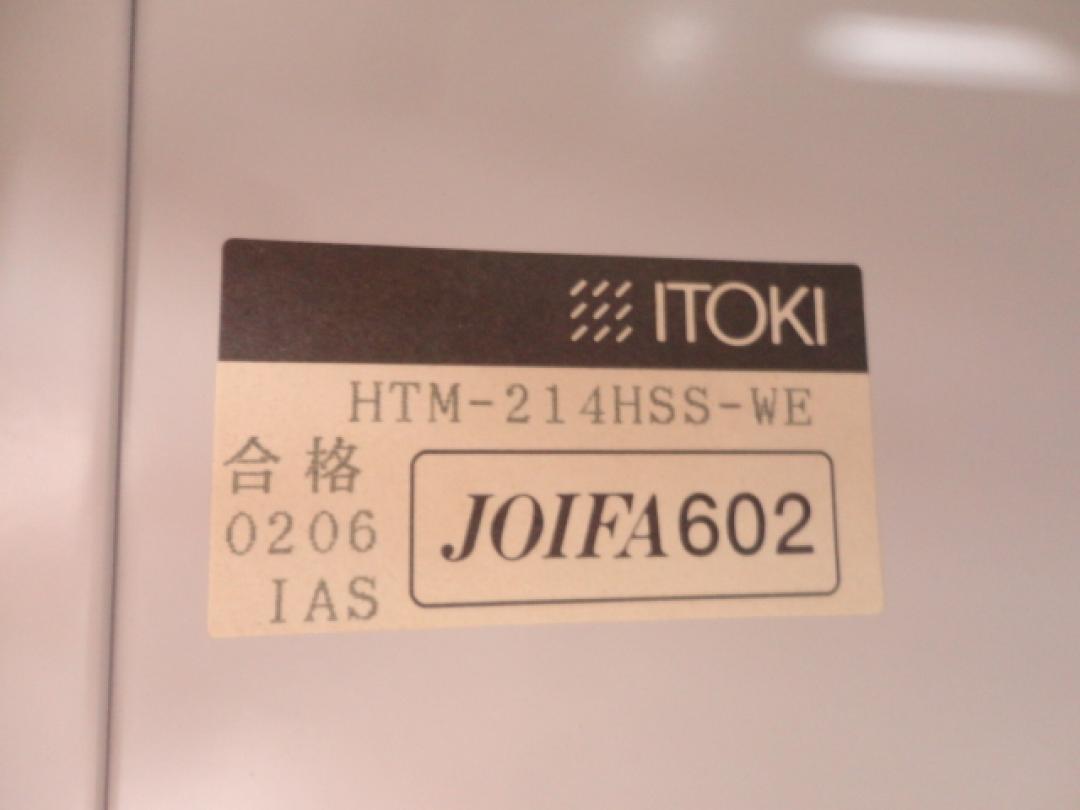 ITOKI
HTM-214HSS-WE
合格
0206
IAS
JOIFA602